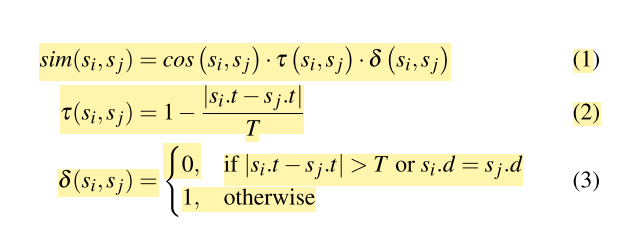 sim(s_i, s_j) = cos(s_i, s_j) · τ(s_i, s_j) · δ(s_i, s_j) (1)
τ(s_i, s_j) = 1 − |s_i.t − s_j.t| / T (2)
δ(s_i, s_j) = { 0, if |s_i.t − s_j.t| > T or s_i.d = s_j.d
1, otherwise (3)